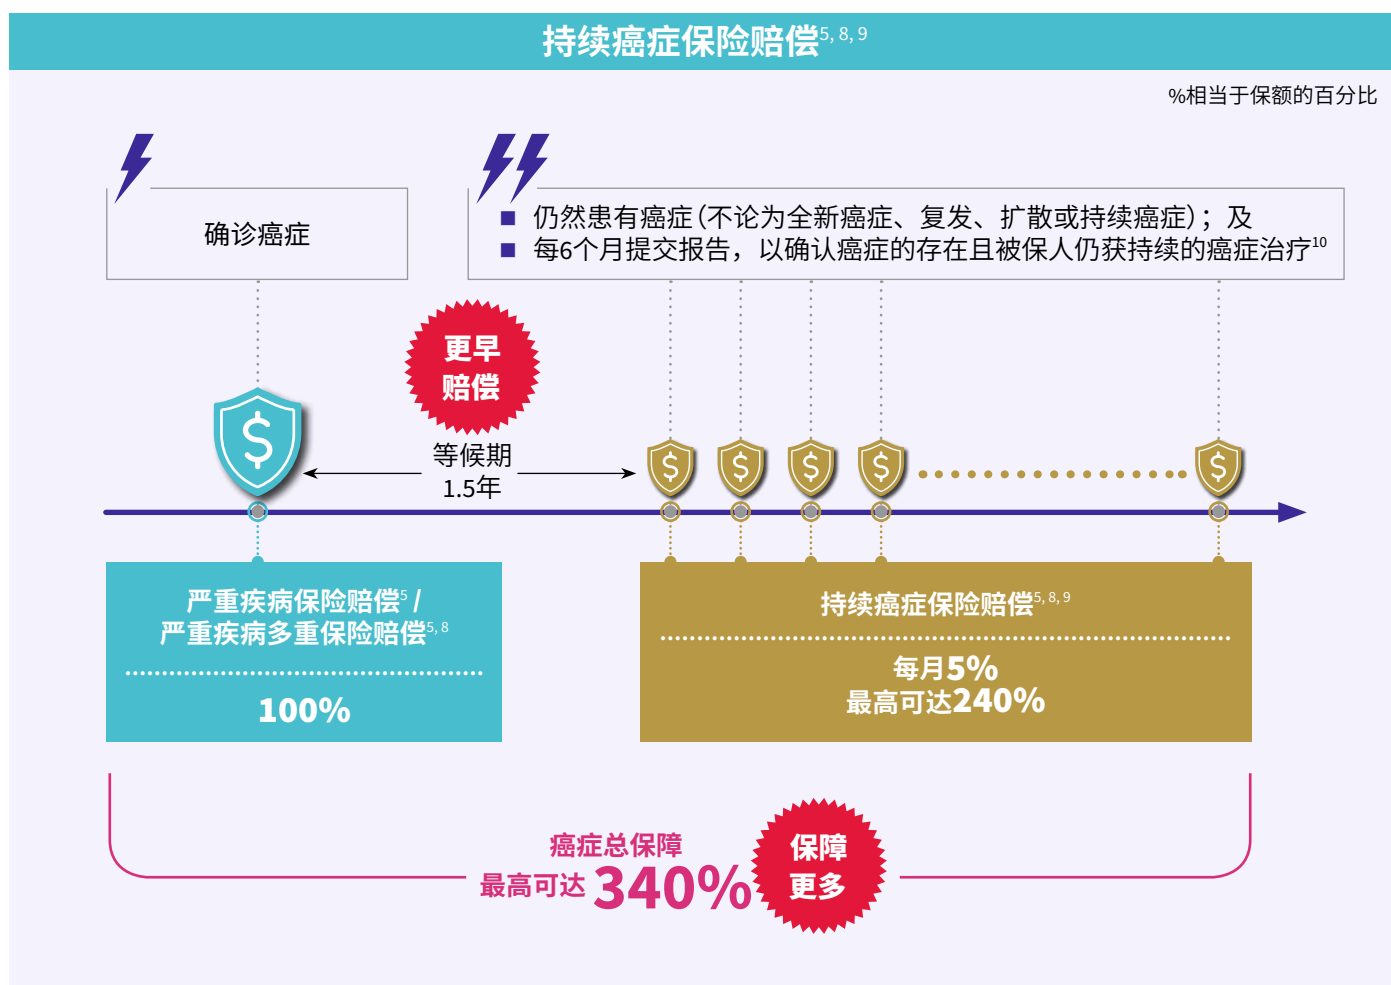 持续癌症保险赔偿5, 8, 9
%相当于保额的百分比
确诊癌症
■ 仍然患有癌症（不论为全新癌症、复发、扩散或持续癌症）；及
■ 每6个月提交报告，以确认癌症的存在且被保人仍获持续的癌症治疗10
更早
赔偿
等候期
1.5年
严重疾病保险赔偿5 /
严重疾病多重保险赔偿5, 8
100%
持续癌症保险赔偿5, 8, 9
每月5%
最高可达240%
癌症总保障
最高可达 340%
保障
更多